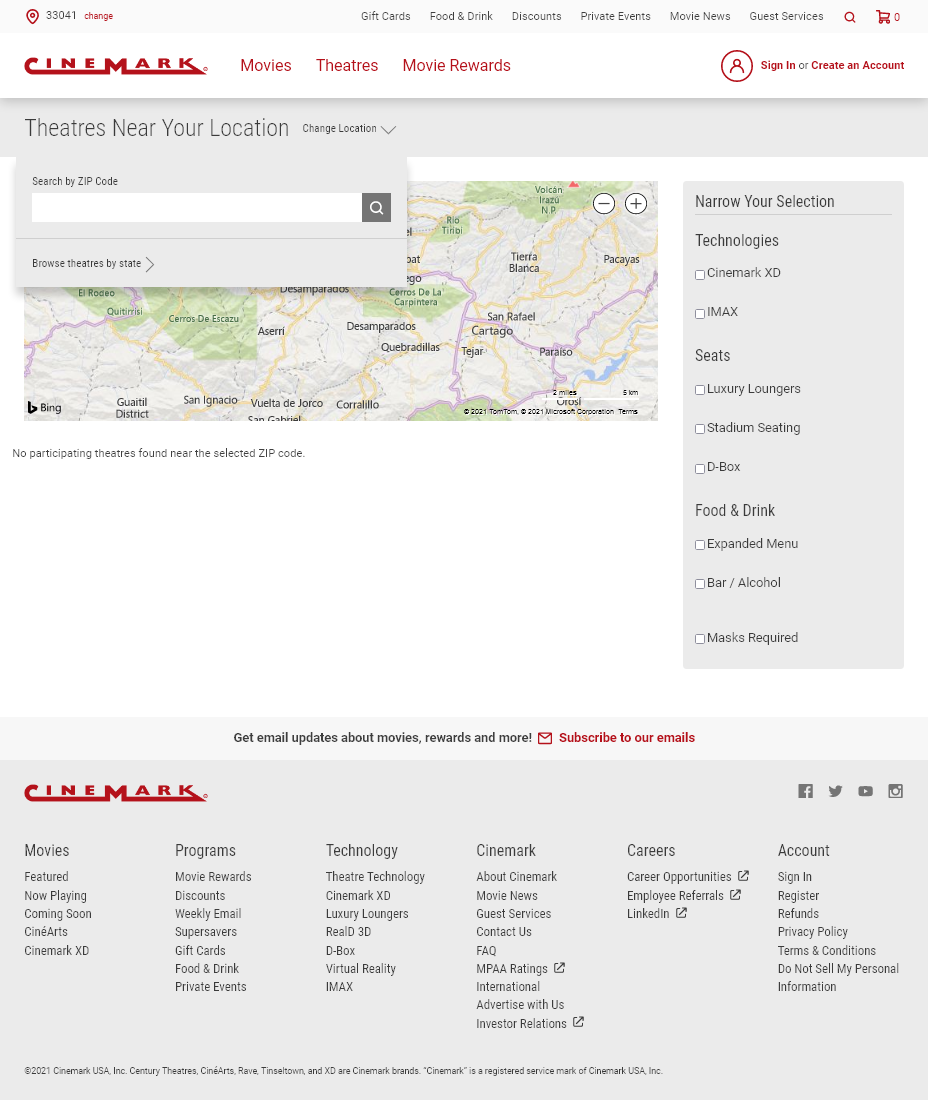 33041 change
Gift Cards Food & Drink Discounts Private Events Movie News Guest Services 0
CINEMARK
Movies Theatres Movie Rewards
Sign In or Create an Account
Theatres Near Your Location Change Location
Search by ZIP Code
Browse theatres by state
Volcán
Irazú
N.P.
Río
Tiribí
Tierra
Blanca
Pacayas
El Rodeo
Desamparados
Cerros De La
Carpintera
Quitirrisí
Cerros De Escazu
Aserrí
Desamparados
San Rafael
Cartago
Quebradillas
Tejar
Paraíso
San Ignacio
Guaitil
District
Vuelta de Jorco
Corralillo
San Gabriel
Orosí
2 miles 5 km
Bing
© 2021 TomTom, © 2021 Microsoft Corporation Terms
No participating theatres found near the selected ZIP code.
Narrow Your Selection
Technologies
Cinemark XD
IMAX
Seats
Luxury Loungers
Stadium Seating
D-Box
Food & Drink
Expanded Menu
Bar / Alcohol
Masks Required
Get email updates about movies, rewards and more! Subscribe to our emails
CINEMARK
Movies
Featured
Now Playing
Coming Soon
CinéArts
Cinemark XD
Programs
Movie Rewards
Discounts
Weekly Email
Supersavers
Gift Cards
Food & Drink
Private Events
Technology
Theatre Technology
Cinemark XD
Luxury Loungers
RealD 3D
D-Box
Virtual Reality
IMAX
Cinemark
About Cinemark
Movie News
Guest Services
Contact Us
FAQ
MPAA Ratings
International
Advertise with Us
Investor Relations
Careers
Career Opportunities
Employee Referrals
LinkedIn
Account
Sign In
Register
Refunds
Privacy Policy
Terms & Conditions
Do Not Sell My Personal
Information
©2021 Cinemark USA, Inc. Century Theatres, CinéArts, Rave, Tinseltown, and XD are Cinemark brands. “Cinemark” is a registered service mark of Cinemark USA, Inc.